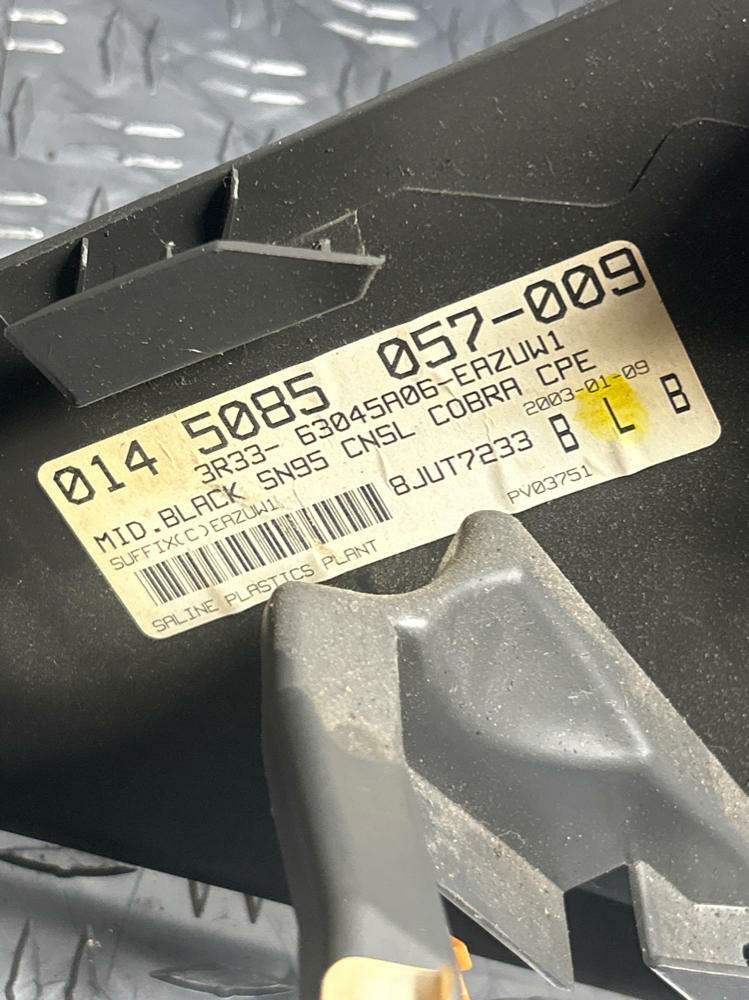 014 5085 057-009
3R33- 63045A06-EAZUW1
MID.BLACK SN95 CNSL COBRA CPE
SUFFIX(C)EAZUW1 8JUT7233 2003-01-09
B L B
SALINE PLASTICS PLANT PV03751